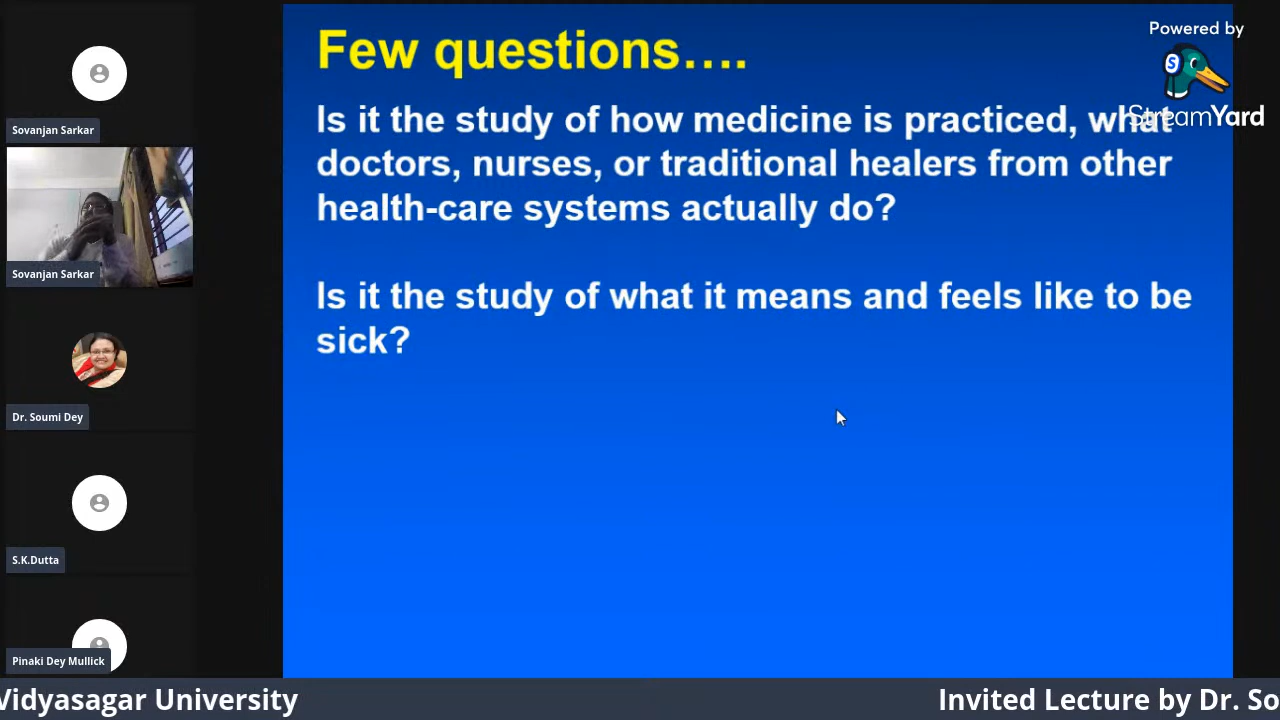 Few questions….
Is it the study of how medicine is practiced, what
doctors, nurses, or traditional healers from other
health-care systems actually do?
Is it the study of what it means and feels like to be
sick?
Powered by
S
StreamYard
Sovanjan Sarkar
Sovanjan Sarkar
Dr. Soumi Dey
S.K.Dutta
Pinaki Dey Mullick
Vidyasagar University
Invited Lecture by Dr. So